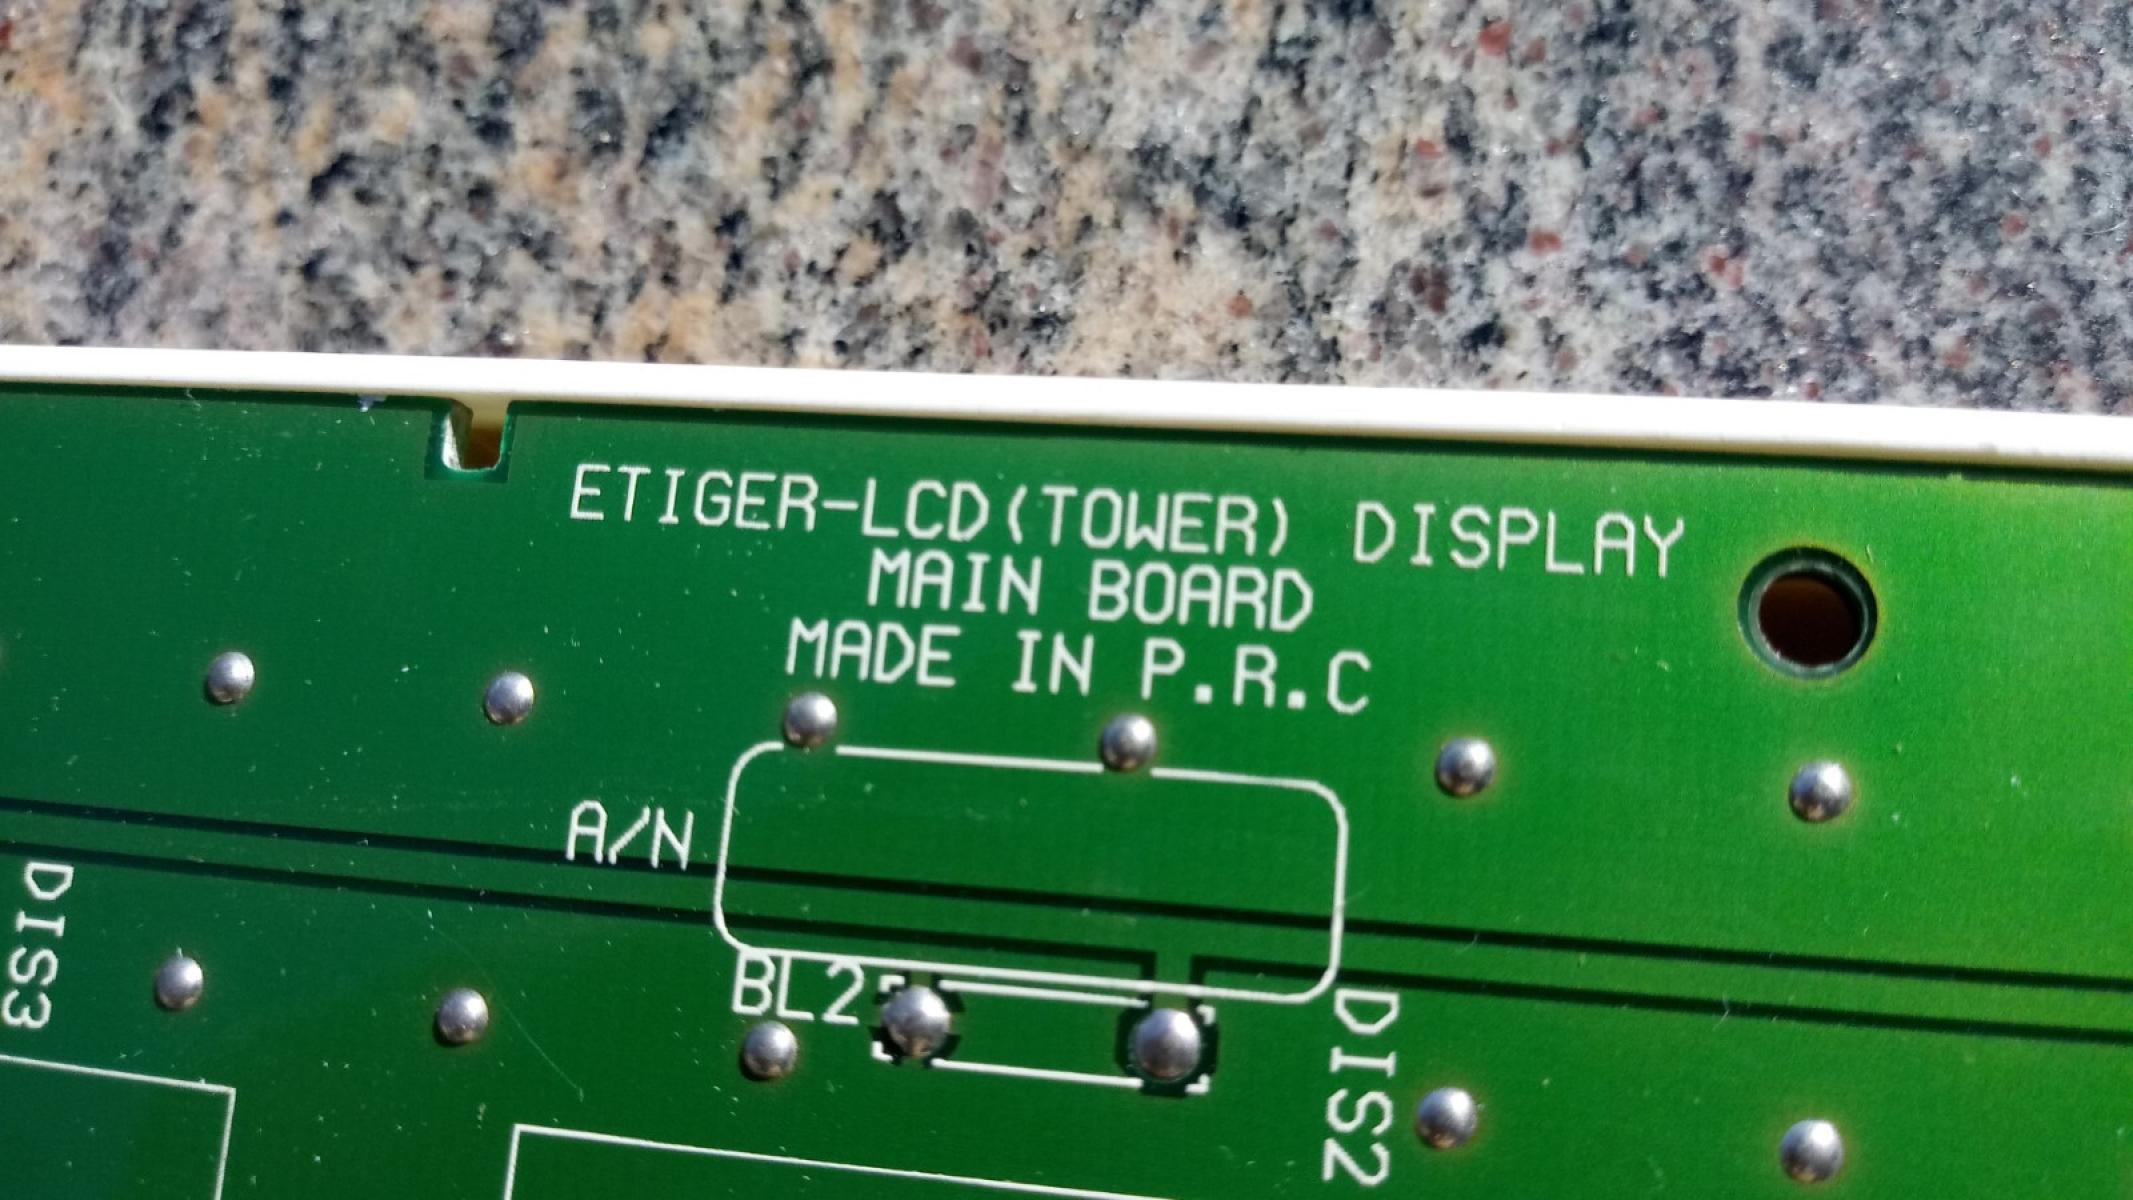 ETIGER-LCD(TOWER) DISPLAY
MAIN BOARD
MADE IN P.R.C
A/N
DIS3
BL2
DIS2